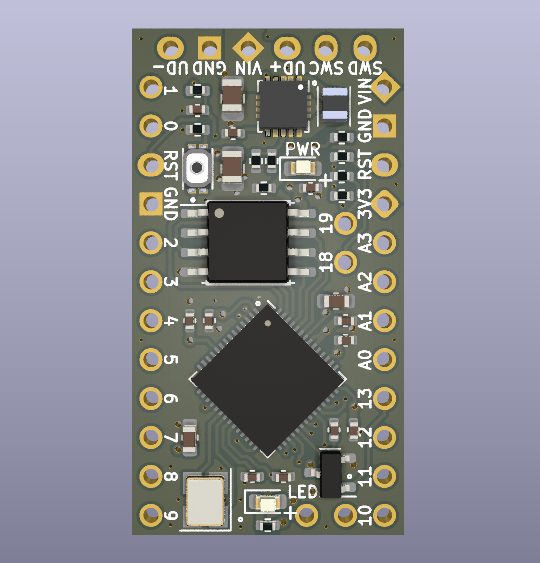 UD- GND VIN UD+ SWC SWD
1
0
RST
GND
2
3
4
5
6
7
8
9
VIN
GND
RST
3V3
A3
A2
A1
A0
13
12
11
10
PWR
+
19
18
LED
+